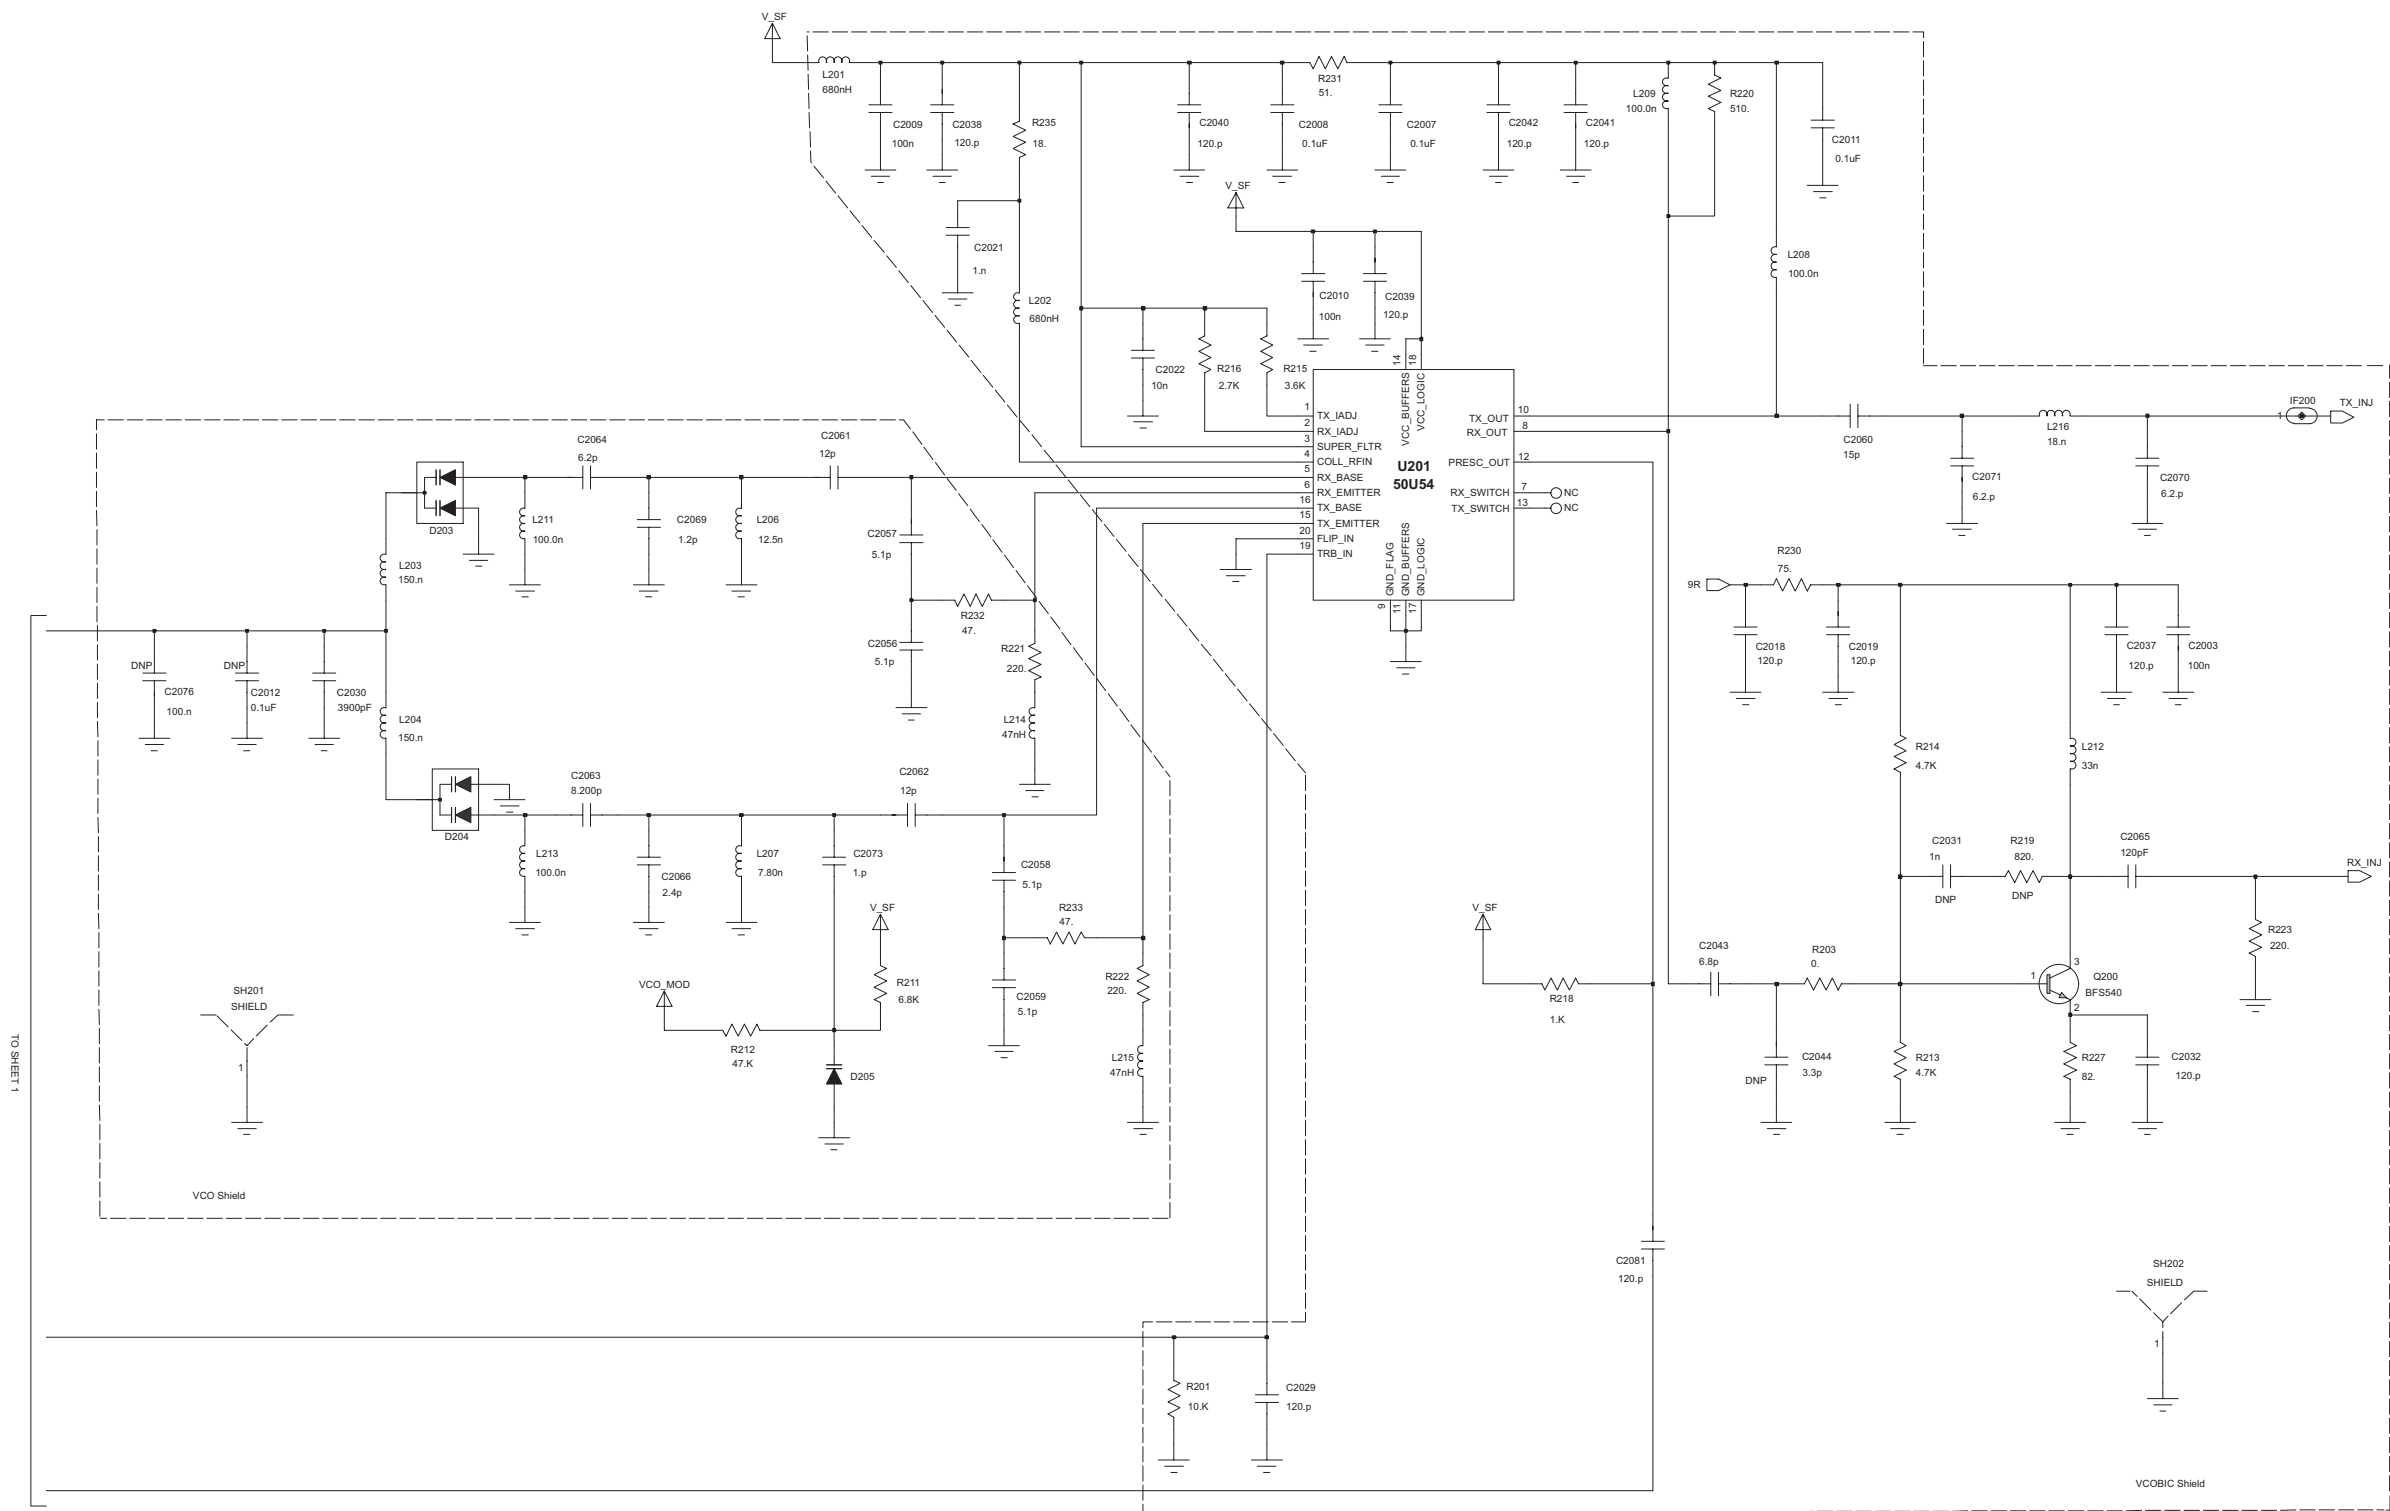 V_SF
L201
680nH
C2009
100n
C2038
120.p
R235
18.
C2040
120.p
C2008
0.1uF
R231
51.
C2007
0.1uF
C2042
120.p
C2041
120.p
L209
100.0n
R220
510.
C2011
0.1uF
V_SF
C2021
1.n
L202
680nH
C2010
100n
C2039
120.p
L208
100.0n
C2022
10n
R216
2.7K
R215
3.6K
14
18
VCC_BUFFERS
VCC_LOGIC
1
TX_IADJ
2
RX_IADJ
3
SUPER_FLTR
4
COLL_RFIN
5
RX_BASE
6
RX_EMITTER
16
TX_BASE
15
TX_EMITTER
20
FLIP_IN
19
TRB_IN
U201
50U54
TX_OUT
10
RX_OUT
8
PRESC_OUT
12
RX_SWITCH
7
NC
TX_SWITCH
13
NC
GND_FLAG
GND_BUFFERS
GND_LOGIC
9
11
17
C2060
15p
L216
18.n
C2071
6.2.p
C2070
6.2.p
1
IF200
TX_INJ
C2064
6.2p
C2061
12p
D203
L211
100.0n
C2069
1.2p
L206
12.5n
C2057
5.1p
L203
150.n
R232
47.
C2056
5.1p
R221
220.
L214
47nH
DNP
C2076
100.n
DNP
C2012
0.1uF
C2030
3900pF
L204
150.n
D204
C2063
8.200p
C2062
12p
L213
100.0n
C2066
2.4p
L207
7.80n
C2073
1.p
C2058
5.1p
R233
47.
C2059
5.1p
R222
220.
L215
47nH
V_SF
R211
6.8K
VCO_MOD
R212
47.K
D205
SH201
SHIELD
1
VCO Shield
TO SHEET 1
9R
R230
75.
C2018
120.p
C2019
120.p
C2037
120.p
C2003
100n
R214
4.7K
L212
33n
C2031
1n
DNP
R219
820.
DNP
C2065
120pF
RX_INJ
R223
220.
V_SF
R218
1.K
C2043
6.8p
R203
0.
1
3
Q200
BFS540
2
DNP
C2044
3.3p
R213
4.7K
R227
82.
C2032
120.p
C2081
120.p
SH202
SHIELD
1
R201
10.K
C2029
120.p
VCOBIC Shield